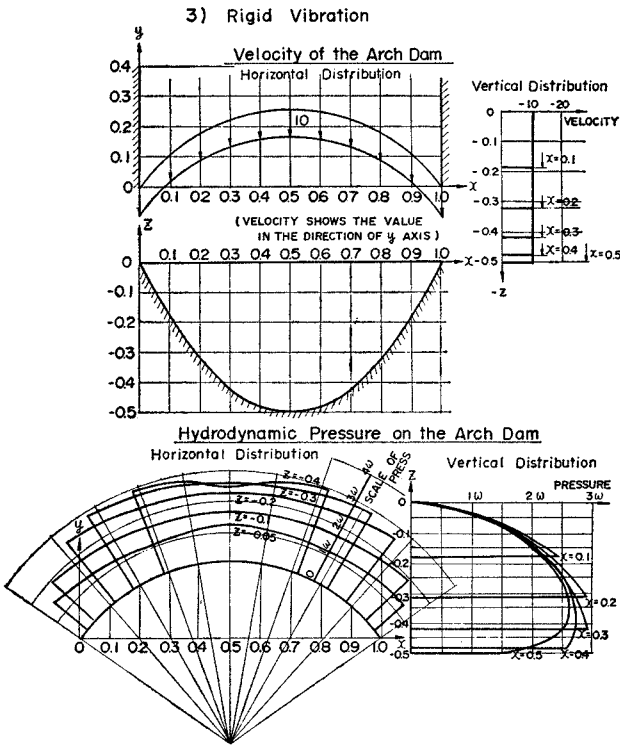 3) Rigid Vibration
Velocity of the Arch Dam
Horizontal Distribution
y
0.4
0.3
0.2
0.1
0
10
0.1 0.2 0.3 0.4 0.5 0.6 0.7 0.8 0.9 1.0 X
(VELOCITY SHOWS THE VALUE
IN THE DIRECTION OF y AXIS)
Z
0.1 0.2 0.3 0.4 0.5 0.6 0.7 0.8 0.9 1.0 X
0
-0.1
-0.2
-0.3
-0.4
-0.5
Vertical Distribution
-10 -20
0 VELOCITY
-0.1
X=0.1
-0.2
-0.3 X=0.2
-0.4 X=0.3
X=0.4
-0.5 X=0.5
-Z
Hydrodynamic Pressure on the Arch Dam
Horizontal Distribution
Z=-0.4
Z=-0.3
Z=-0.2
Z=-0.1
Z=-0.05
y
0 1ω 2ω 3ω 4ω
SCALE OF
PRESS
0 0.1 0.2 0.3 0.4 0.5 0.6 0.7 0.8 0.9 1.0 X
Vertical Distribution
Z PRESSURE
1ω 2ω 3ω
0
-0.1
-0.2
-0.3
-0.4
-0.5
X=0.1
X=0.2
X=0.3
X=0.5 X=0.4